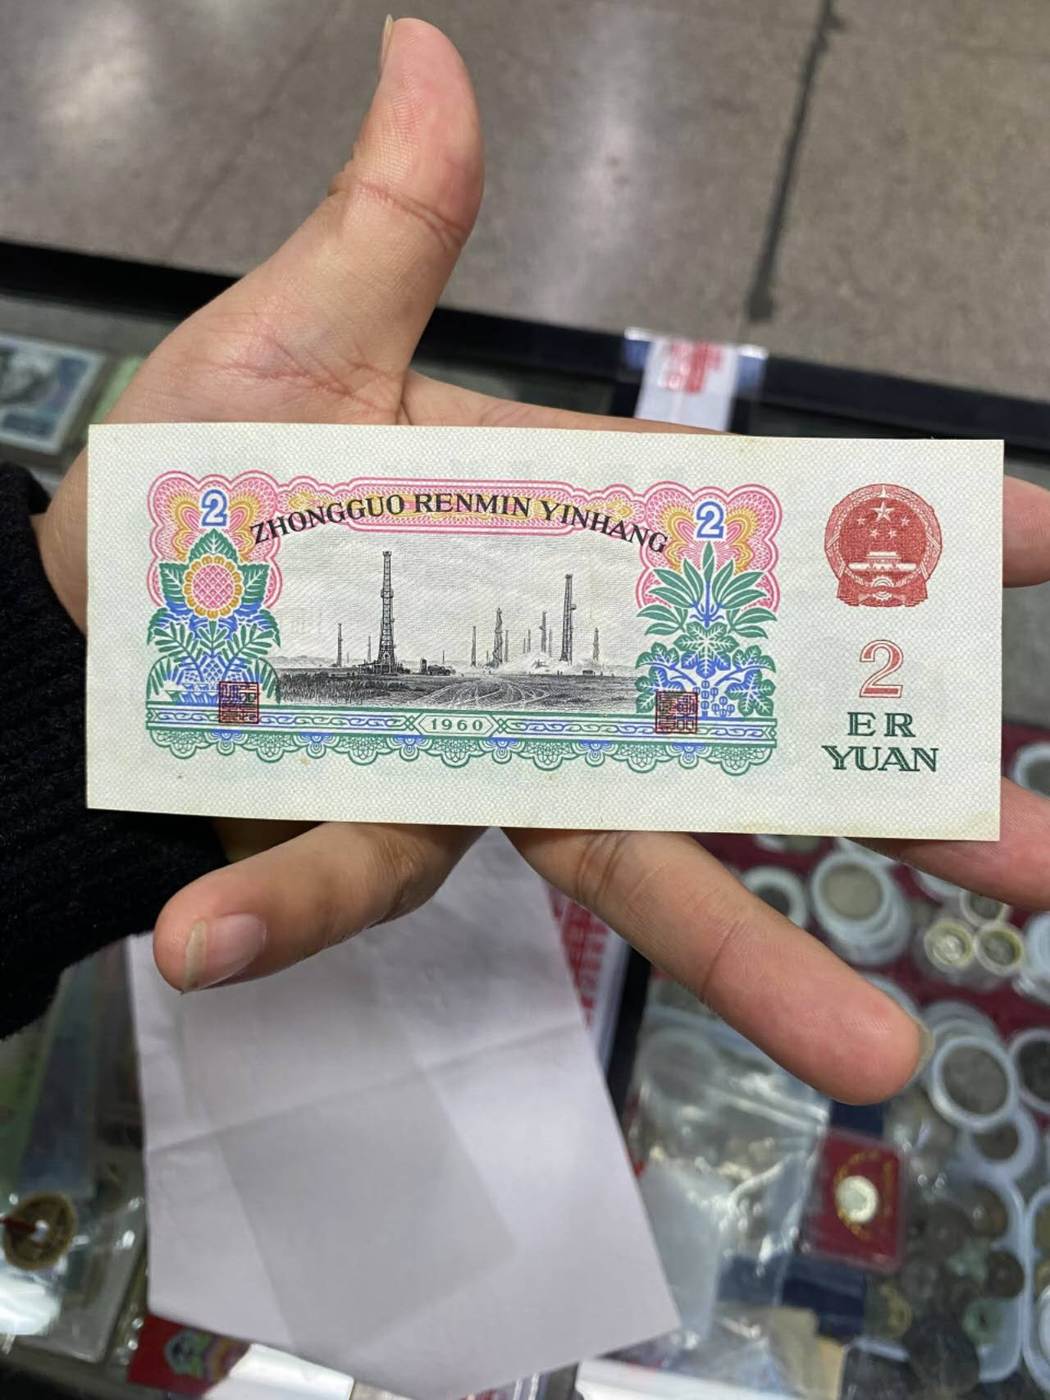 2
ZHONGGUO RENMIN YINHANG
2
1960
2
ER
YUAN